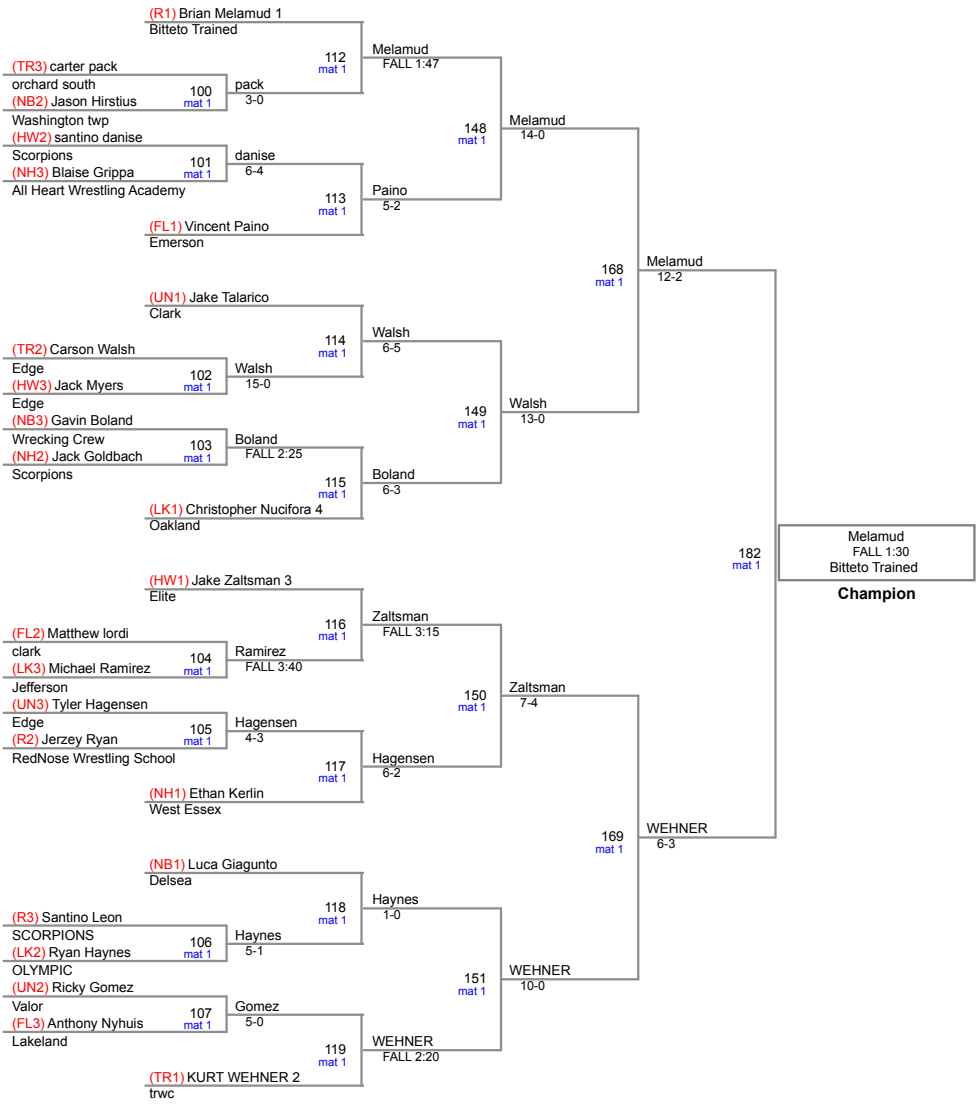 (R1) Brian Melamud 1
Bitteto Trained
112
mat 1
Melamud
FALL 1:47
(TR3) carter pack
orchard south
100
mat 1
pack
3-0
(NB2) Jason Hirstius
Washington twp
148
mat 1
Melamud
14-0
(HW2) santino danise
Scorpions
101
mat 1
danise
6-4
(NH3) Blaise Grippa
All Heart Wrestling Academy
113
mat 1
Paino
5-2
(FL1) Vincent Paino
Emerson
168
mat 1
Melamud
12-2
(UN1) Jake Talarico
Clark
114
mat 1
Walsh
6-5
(TR2) Carson Walsh
Edge
102
mat 1
Walsh
15-0
(HW3) Jack Myers
Edge
149
mat 1
Walsh
13-0
(NB3) Gavin Boland
Wrecking Crew
103
mat 1
Boland
FALL 2:25
(NH2) Jack Goldbach
Scorpions
115
mat 1
Boland
6-3
(LK1) Christopher Nucifora 4
Oakland
182
mat 1
Melamud
FALL 1:30
Bitteto Trained
Champion
(HW1) Jake Zaltsman 3
Elite
116
mat 1
Zaltsman
FALL 3:15
(FL2) Matthew lordi
clark
104
mat 1
Ramirez
FALL 3:40
(LK3) Michael Ramirez
Jefferson
150
mat 1
Zaltsman
7-4
(UN3) Tyler Hagensen
Edge
105
mat 1
Hagensen
4-3
(R2) Jerzey Ryan
RedNose Wrestling School
117
mat 1
Hagensen
6-2
(NH1) Ethan Kerlin
West Essex
169
mat 1
WEHNER
6-3
(NB1) Luca Giagunto
Delsea
118
mat 1
Haynes
1-0
(R3) Santino Leon
SCORPIONS
106
mat 1
Haynes
5-1
(LK2) Ryan Haynes
OLYMPIC
151
mat 1
WEHNER
10-0
(UN2) Ricky Gomez
Valor
107
mat 1
Gomez
5-0
(FL3) Anthony Nyhuis
Lakeland
119
mat 1
WEHNER
FALL 2:20
(TR1) KURT WEHNER 2
trwc